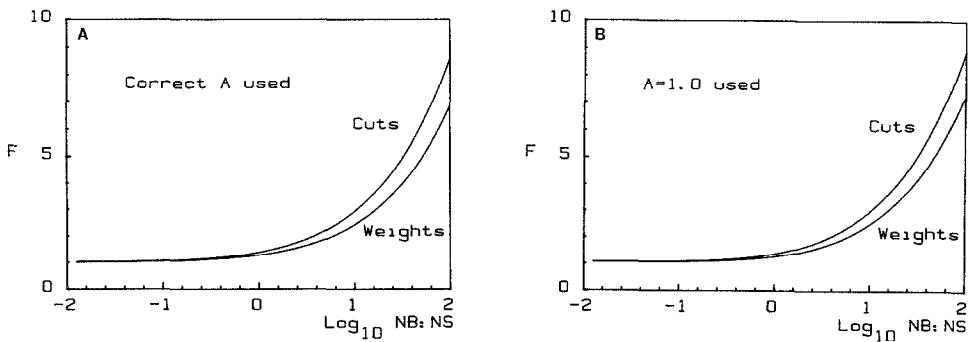 10
A
Correct A used
Cuts
F
5
Weights
0
-2
-1
0
1
2
Log10 NB:NS
10
B
A=1.0 used
Cuts
F
5
Weights
0
-2
-1
0
1
2
Log10 NB:NS